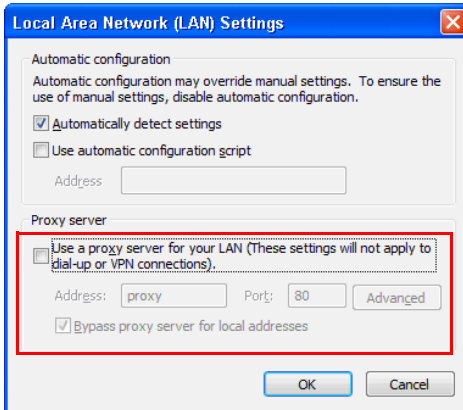 Local Area Network (LAN) Settings
Automatic configuration
Automatic configuration may override manual settings. To ensure the
use of manual settings, disable automatic configuration.
Automatically detect settings
Use automatic configuration script
Address
Proxy server
Use a proxy server for your LAN (These settings will not apply to
dial-up or VPN connections).
Address: proxy Port: 80 Advanced
Bypass proxy server for local addresses
OK Cancel